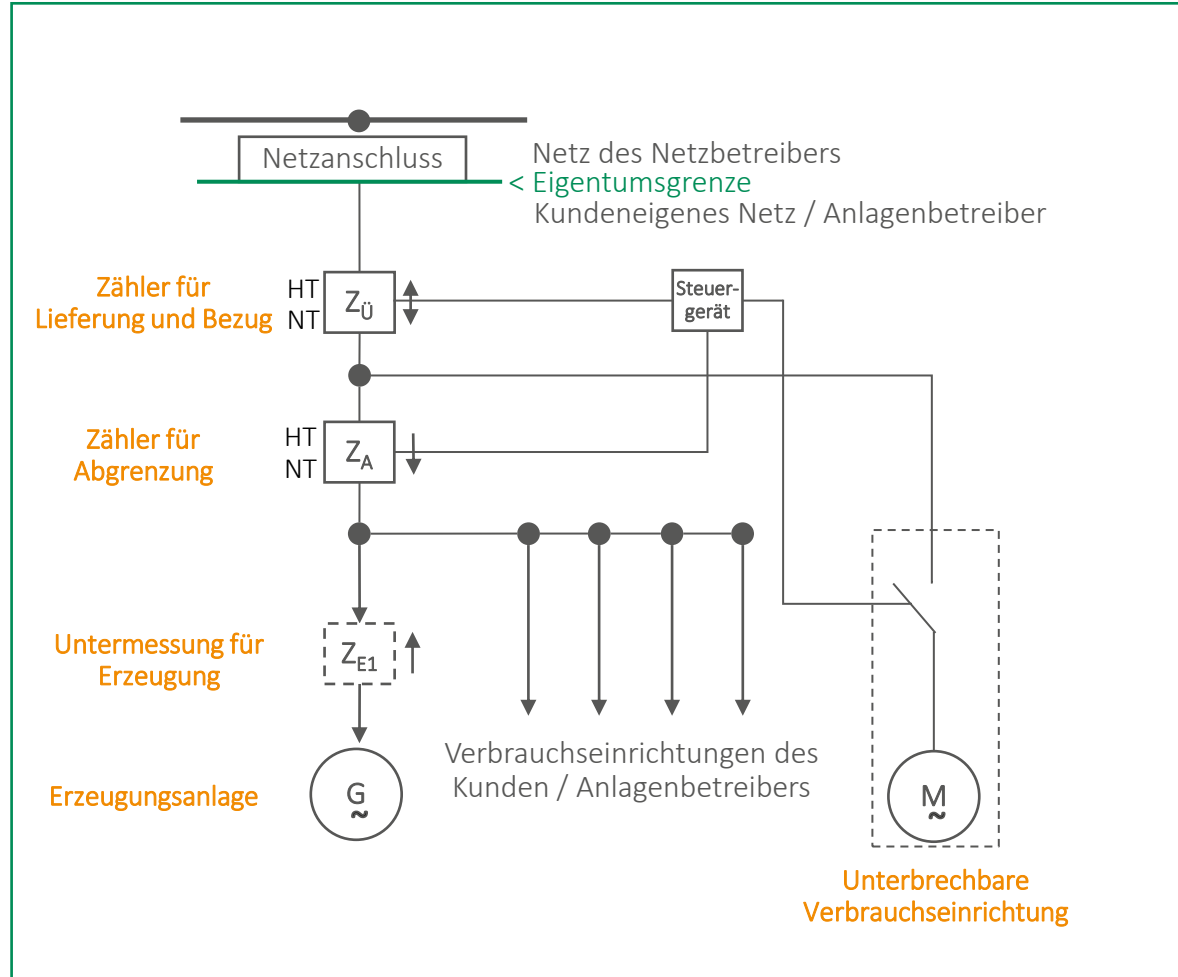 Netzanschluss
Netz des Netzbetreibers
< Eigentumsgrenze
Kundeneigenes Netz / Anlagenbetreiber
Zähler für
Lieferung und Bezug
HT
NT
ZÜ
Steuer-
gerät
Zähler für
Abgrenzung
HT
NT
ZA
Untermessung für
Erzeugung
ZE1
Verbrauchseinrichtungen des
Kunden / Anlagenbetreibers
Erzeugungsanlage
G
~
M
~
Unterbrechbare
Verbrauchseinrichtung